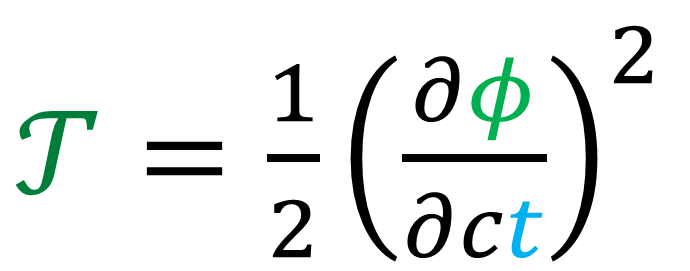 𝒯 = 1/2 (∂ϕ/∂ct)²